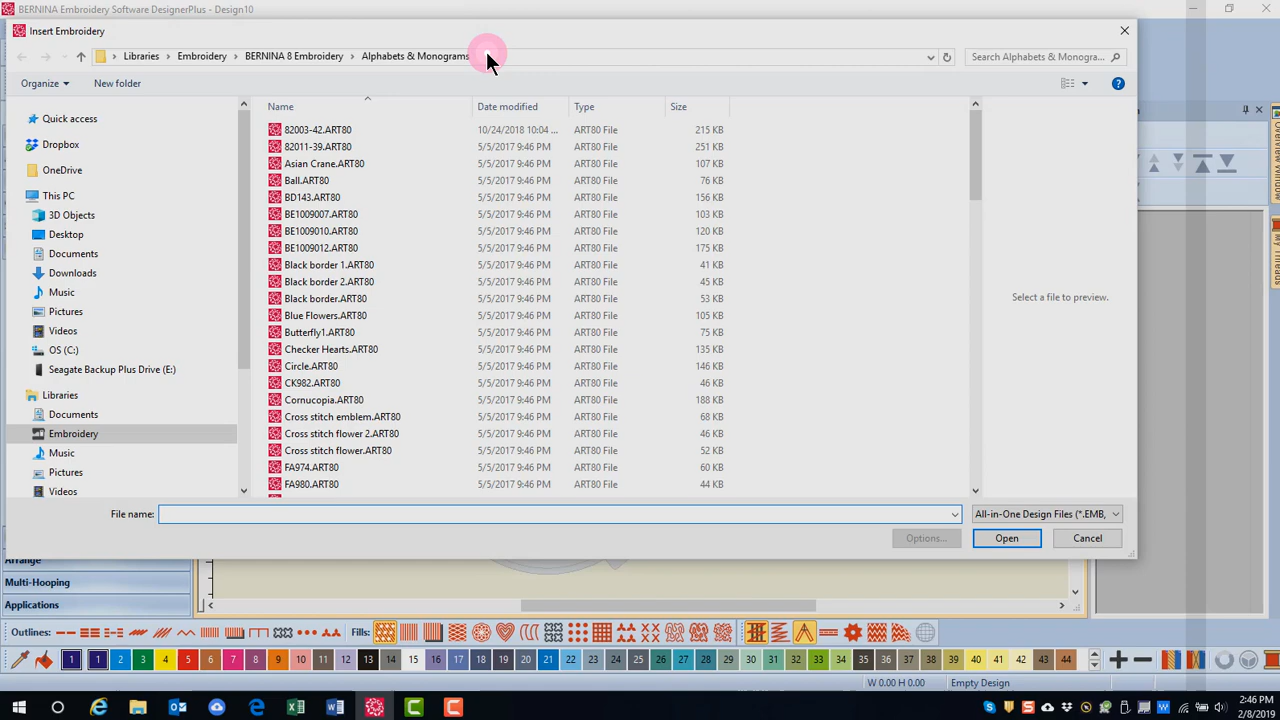 BERNINA Embroidery Software DesignerPlus - Design10
Insert Embroidery
Libraries > Embroidery > BERNINA 8 Embroidery > Alphabets & Monograms
Search Alphabets & Monogra...
Organize
New folder
Name Date modified Type Size
Quick access
Dropbox
OneDrive
This PC
3D Objects
Desktop
Documents
Downloads
Music
Pictures
Videos
OS (C:)
Seagate Backup Plus Drive (E:)
Libraries
Documents
Embroidery
Music
Pictures
Videos
82003-42.ART80 10/24/2018 10:04 ... ART80 File 215 KB
82011-39.ART80 5/5/2017 9:46 PM ART80 File 251 KB
Asian Crane.ART80 5/5/2017 9:46 PM ART80 File 107 KB
Ball.ART80 5/5/2017 9:46 PM ART80 File 76 KB
BD143.ART80 5/5/2017 9:46 PM ART80 File 156 KB
BE1009007.ART80 5/5/2017 9:46 PM ART80 File 103 KB
BE1009010.ART80 5/5/2017 9:46 PM ART80 File 120 KB
BE1009012.ART80 5/5/2017 9:46 PM ART80 File 175 KB
Black border 1.ART80 5/5/2017 9:46 PM ART80 File 41 KB
Black border 2.ART80 5/5/2017 9:46 PM ART80 File 45 KB
Black border.ART80 5/5/2017 9:46 PM ART80 File 53 KB
Blue Flowers.ART80 5/5/2017 9:46 PM ART80 File 105 KB
Butterfly1.ART80 5/5/2017 9:46 PM ART80 File 75 KB
Checker Hearts.ART80 5/5/2017 9:46 PM ART80 File 135 KB
Circle.ART80 5/5/2017 9:46 PM ART80 File 146 KB
CK982.ART80 5/5/2017 9:46 PM ART80 File 46 KB
Cornucopia.ART80 5/5/2017 9:46 PM ART80 File 188 KB
Cross stitch emblem.ART80 5/5/2017 9:46 PM ART80 File 68 KB
Cross stitch flower 2.ART80 5/5/2017 9:46 PM ART80 File 46 KB
Cross stitch flower.ART80 5/5/2017 9:46 PM ART80 File 52 KB
FA974.ART80 5/5/2017 9:46 PM ART80 File 60 KB
FA980.ART80 5/5/2017 9:46 PM ART80 File 44 KB
Select a file to preview.
Overview Window
My Threads
File name:
All-in-One Design Files (*.EMB,
Options... Open Cancel
Arrange
Multi-Hooping
Applications
Outlines: Fills:
1 1 2 3 4 5 6 7 8 9 10 11 12 13 14 15 16 17 18 19 20 21 22 23 24 25 26 27 28 29 30 31 32 33 34 35 36 37 38 39 40 41 42 43 44
W 0.00 H 0.00 Empty Design
2:46 PM
2/8/2019